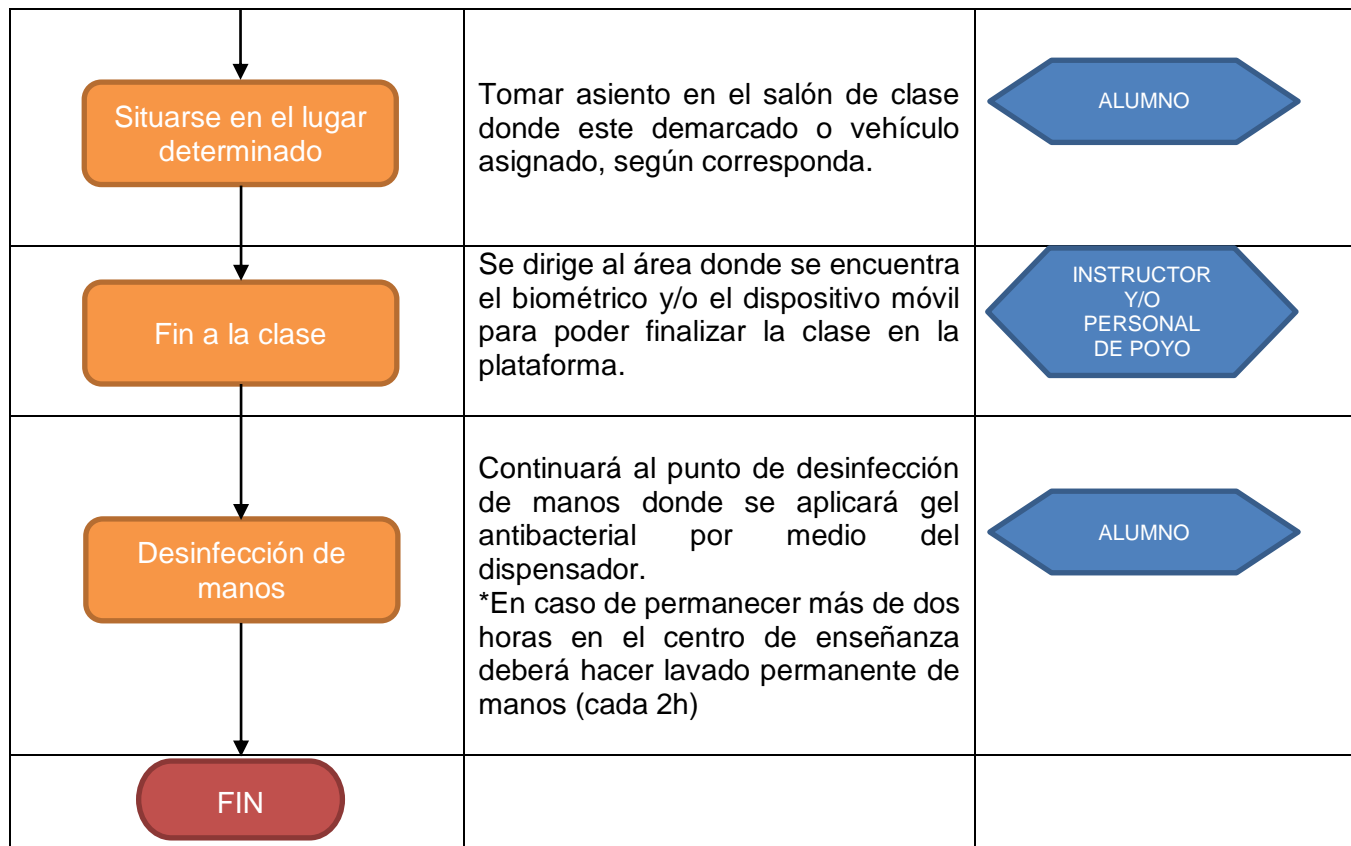 Situarse en el lugar
determinado
Tomar asiento en el salón de clase
donde este demarcado o vehículo
asignado, según corresponda.
ALUMNO
Fin a la clase
Se dirige al área donde se encuentra
el biométrico y/o el dispositivo móvil
para poder finalizar la clase en la
plataforma.
INSTRUCTOR
Y/O
PERSONAL
DE POYO
Desinfección de
manos
Continuará al punto de desinfección
de manos donde se aplicará gel
antibacterial por medio del
dispensador.
*En caso de permanecer más de dos
horas en el centro de enseñanza
deberá hacer lavado permanente de
manos (cada 2h)
ALUMNO
FIN